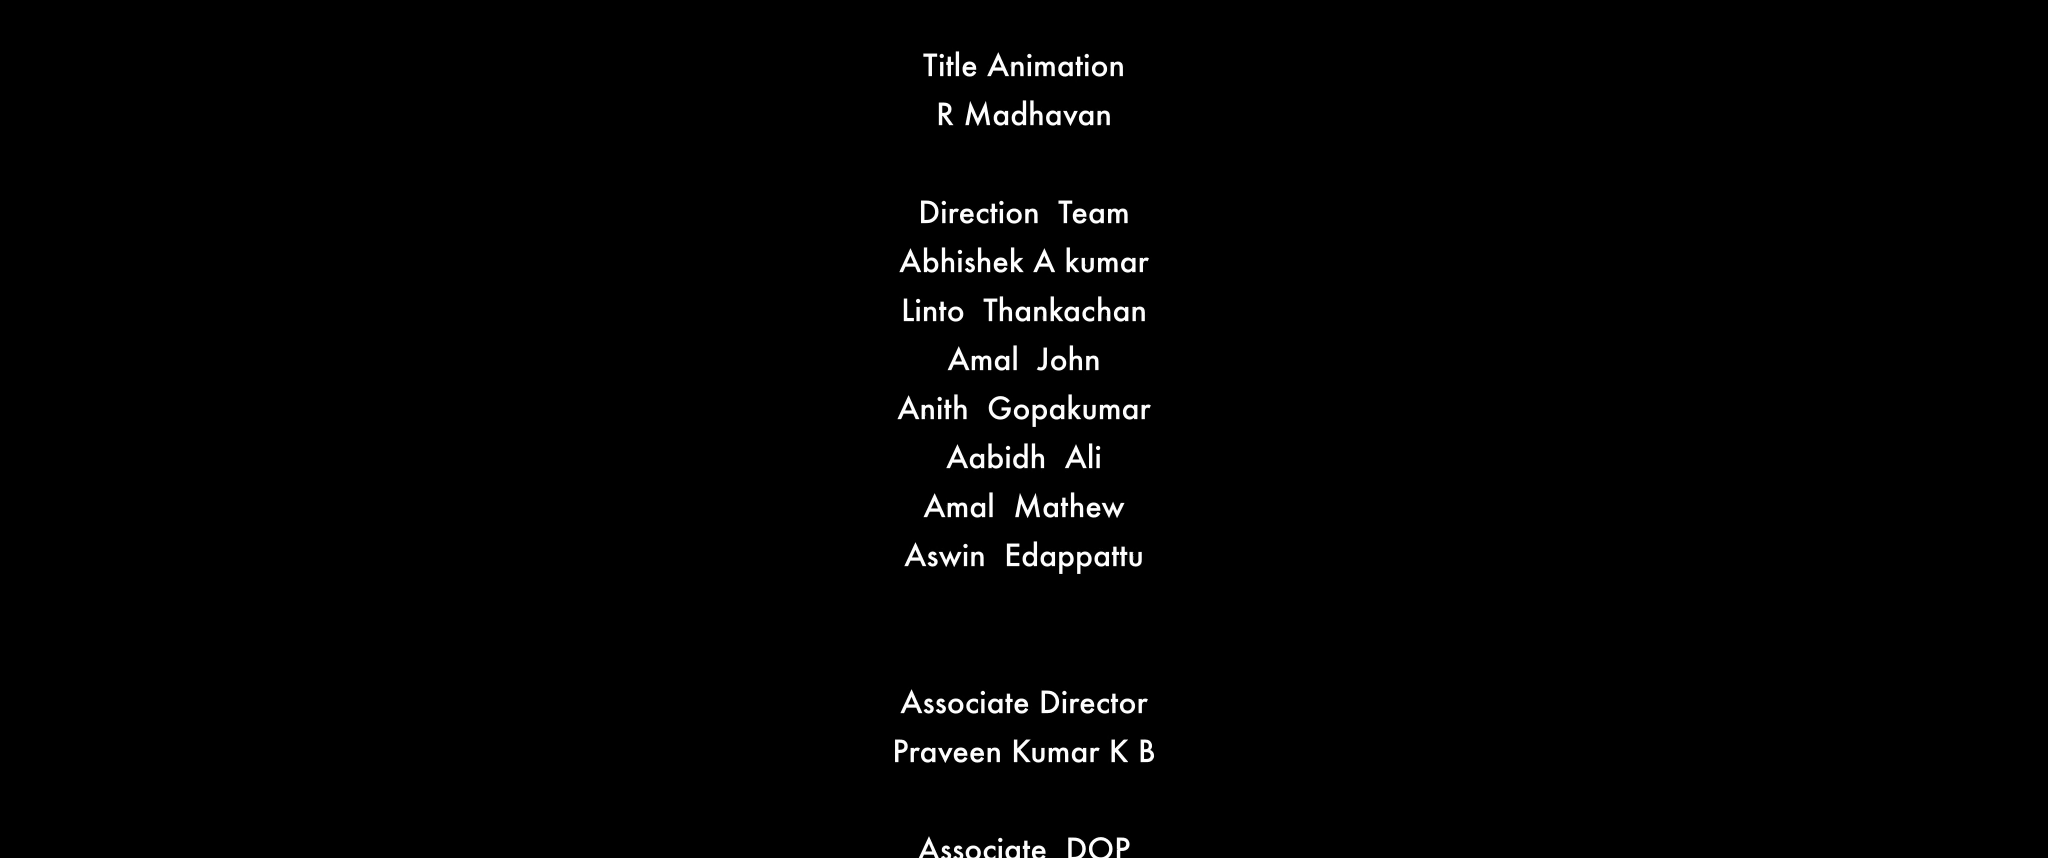 Title Animation
R Madhavan
Direction Team
Abhishek A kumar
Linto Thankachan
Amal John
Anith Gopakumar
Aabidh Ali
Amal Mathew
Aswin Edappattu
Associate Director
Praveen Kumar K B
Associate DOP